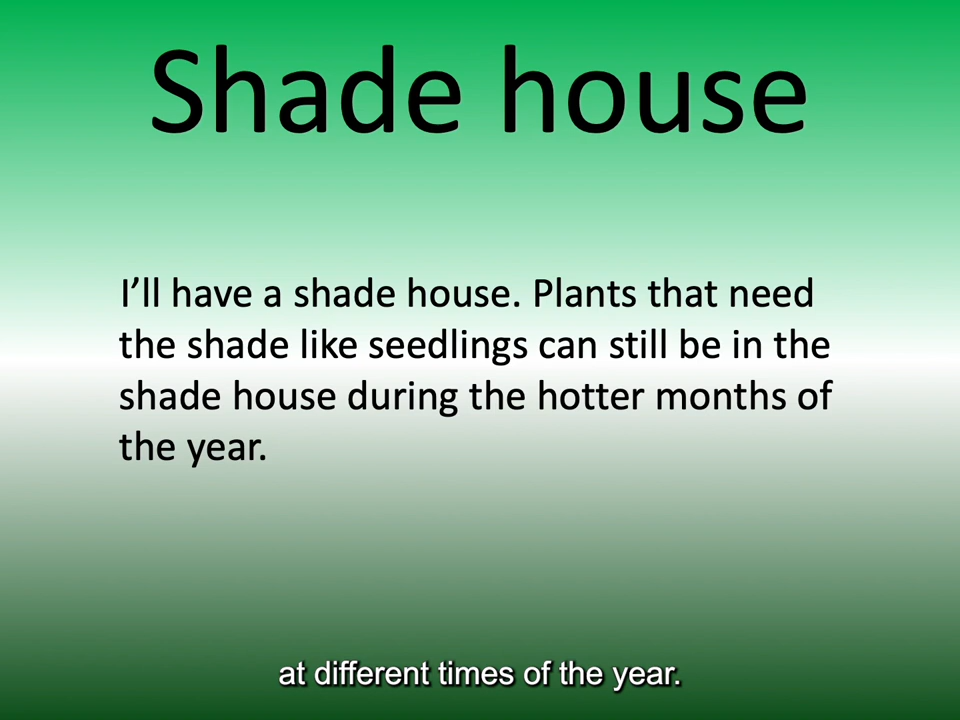 Shade house
I’ll have a shade house. Plants that need
the shade like seedlings can still be in the
shade house during the hotter months of
the year.
at different times of the year.